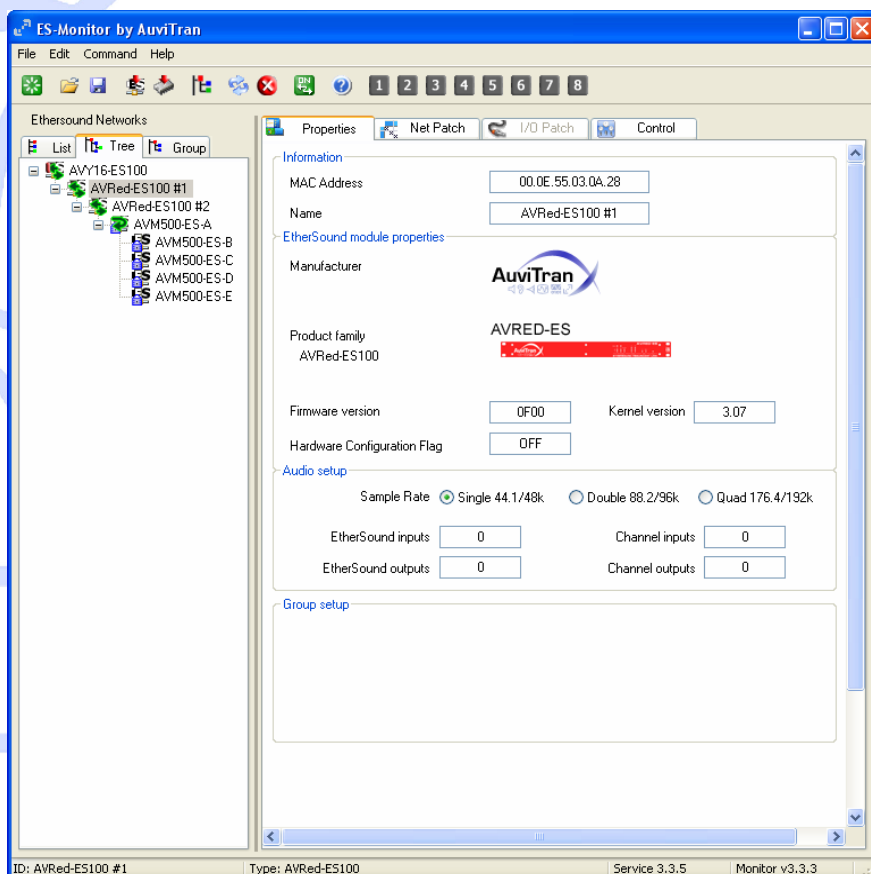 ES-Monitor by AuviTran
File Edit Command Help
1 2 3 4 5 6 7 8
Ethersound Networks
List Tree Group
AVY16-ES100
AVRed-ES100 #1
AVRed-ES100 #2
AVM500-ES-A
AVM500-ES-B
AVM500-ES-C
AVM500-ES-D
AVM500-ES-E
Properties Net Patch I/O Patch Control
Information
MAC Address 00.0E.55.03.0A.28
Name AVRed-ES100 #1
EtherSound module properties
Manufacturer AuviTran
Product family AVRED-ES
AVRed-ES100
AuviTran
Firmware version 0F00 Kernel version 3.07
Hardware Configuration Flag OFF
Audio setup
Sample Rate Single 44.1/48k Double 88.2/96k Quad 176.4/192k
EtherSound inputs 0 Channel inputs 0
EtherSound outputs 0 Channel outputs 0
Group setup
ID: AVRed-ES100 #1 Type: AVRed-ES100 Service 3.3.5 Monitor v3.3.3